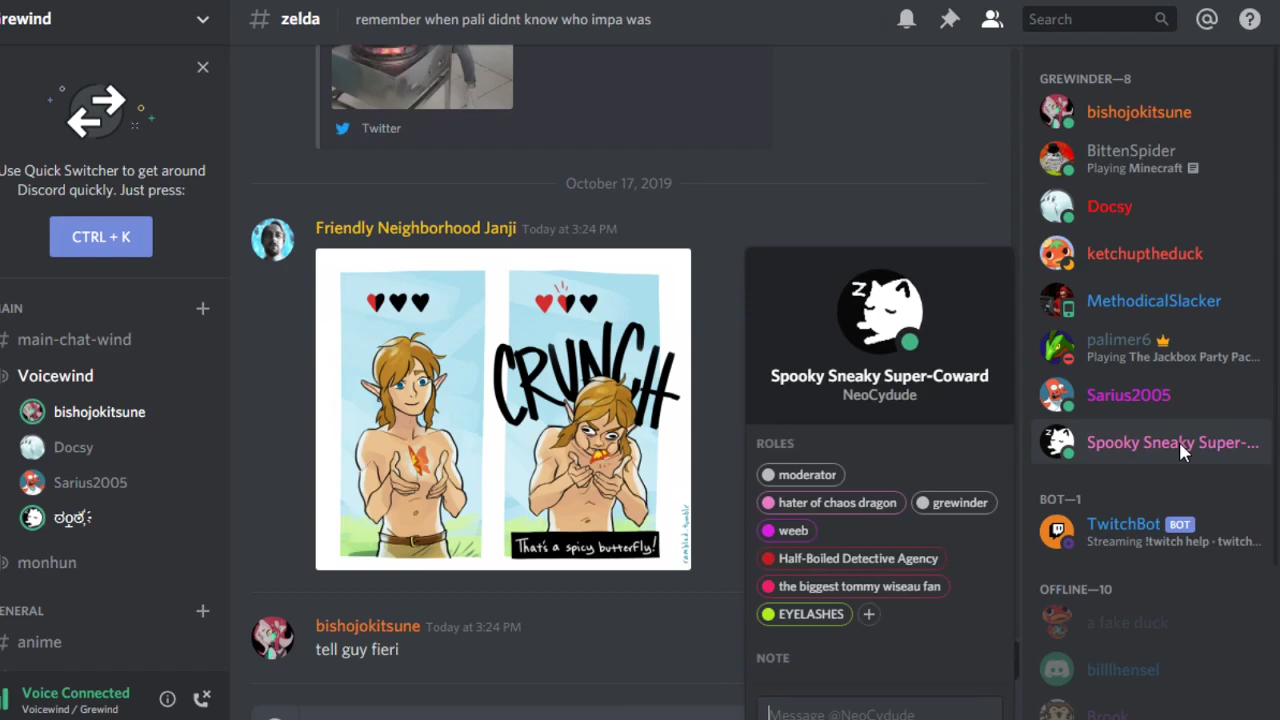 Grewind
zelda
remember when pali didnt know who impa was
Search
Use Quick Switcher to get around
Discord quickly. Just press:
CTRL + K
MAIN
main-chat-wind
Voicewind
bishojokitsune
Docsy
Sarius2005
monhun
GENERAL
anime
Voice Connected
Voicewind / Grewind
Twitter
October 17, 2019
Friendly Neighborhood Janji Today at 3:24 PM
CRUNCH
That's a spicy butterfly!
bishojokitsune Today at 3:24 PM
tell guy fieri
Z
Z
Spooky Sneaky Super-Coward
NeoCydude
ROLES
moderator
hater of chaos dragon
grewinder
weeb
Half-Boiled Detective Agency
the biggest tommy wiseau fan
EYELASHES
NOTE
Message @NeoCydude
GREWINDER—8
bishojokitsune
BittenSpider
Playing Minecraft
Docsy
ketchuptheduck
MethodicalSlacker
palimer6
Playing The Jackbox Party Pac...
Sarius2005
Spooky Sneaky Super-...
BOT—1
TwitchBot BOT
Streaming !twitch help · twitch...
OFFLINE—10
a fake duck
billlhensel
Brook